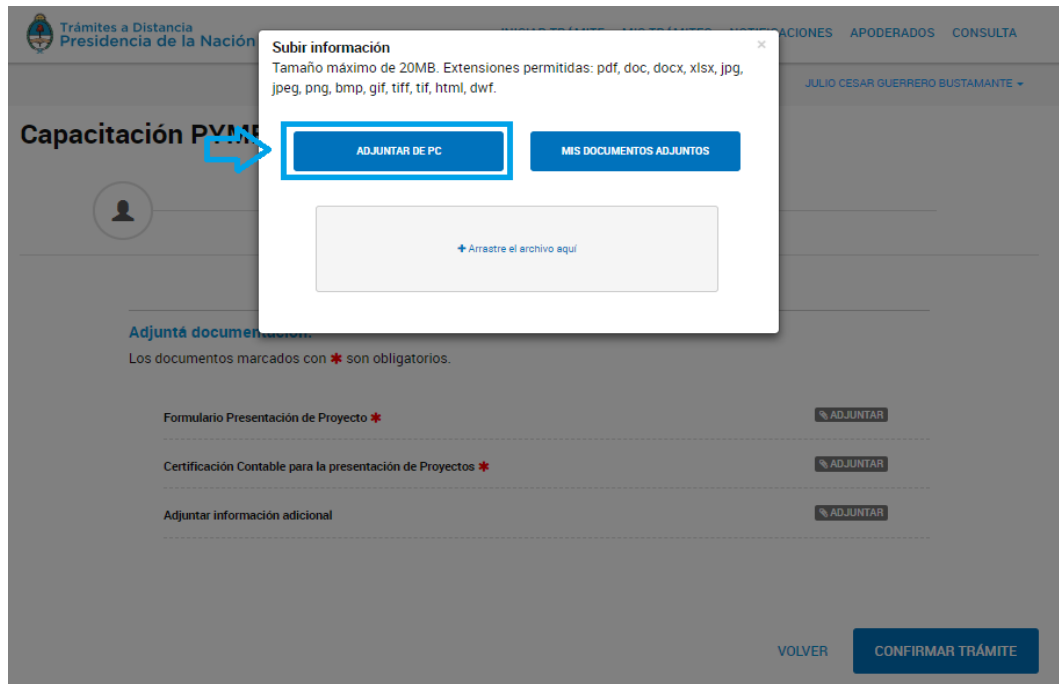 Trámites a Distancia
Presidencia de la Nación
NOTIFICACIONES APODERADOS CONSULTA
JULIO CESAR GUERRERO BUSTAMANTE
Capacitación PYME
Subir información
×
Tamaño máximo de 20MB. Extensiones permitidas: pdf, doc, docx, xlsx, jpg,
jpeg, png, bmp, gif, tiff, tif, html, dwf.
ADJUNTAR DE PC MIS DOCUMENTOS ADJUNTOS
+ Arrastre el archivo aquí
Adjuntá documentación:
Los documentos marcados con * son obligatorios.
Formulario Presentación de Proyecto * ADJUNTAR
Certificación Contable para la presentación de Proyectos * ADJUNTAR
Adjuntar información adicional ADJUNTAR
VOLVER CONFIRMAR TRÁMITE